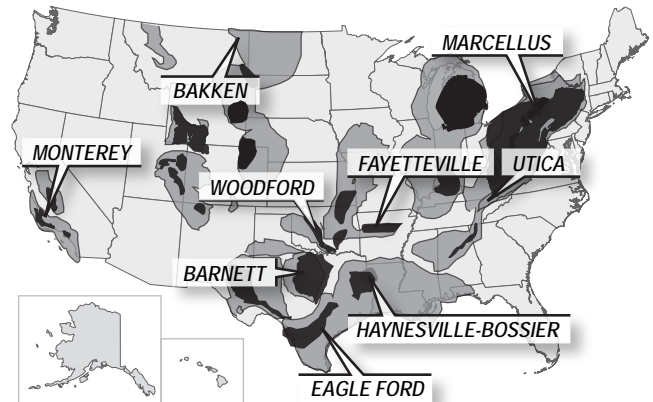 MARCELLUS
BAKKEN
MONTEREY
FAYETTEVILLE
UTICA
WOODFORD
BARNETT
HAYNESVILLE-BOSSIER
EAGLE FORD